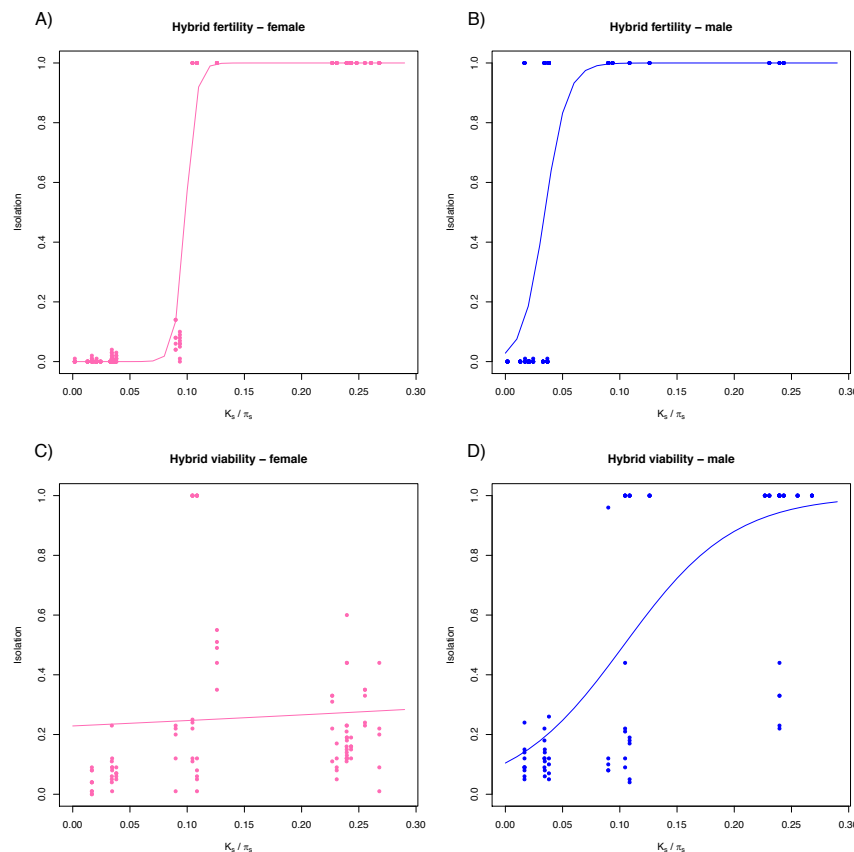 A)
Hybrid fertility – female
Isolation
1.0
0.8
0.6
0.4
0.2
0.0
0.00 0.05 0.10 0.15 0.20 0.25 0.30
Ks / πs
B)
Hybrid fertility – male
Isolation
1.0
0.8
0.6
0.4
0.2
0.0
0.00 0.05 0.10 0.15 0.20 0.25 0.30
Ks / πs
C)
Hybrid viability – female
Isolation
1.0
0.8
0.6
0.4
0.2
0.0
0.00 0.05 0.10 0.15 0.20 0.25 0.30
Ks / πs
D)
Hybrid viability – male
Isolation
1.0
0.8
0.6
0.4
0.2
0.0
0.00 0.05 0.10 0.15 0.20 0.25 0.30
Ks / πs